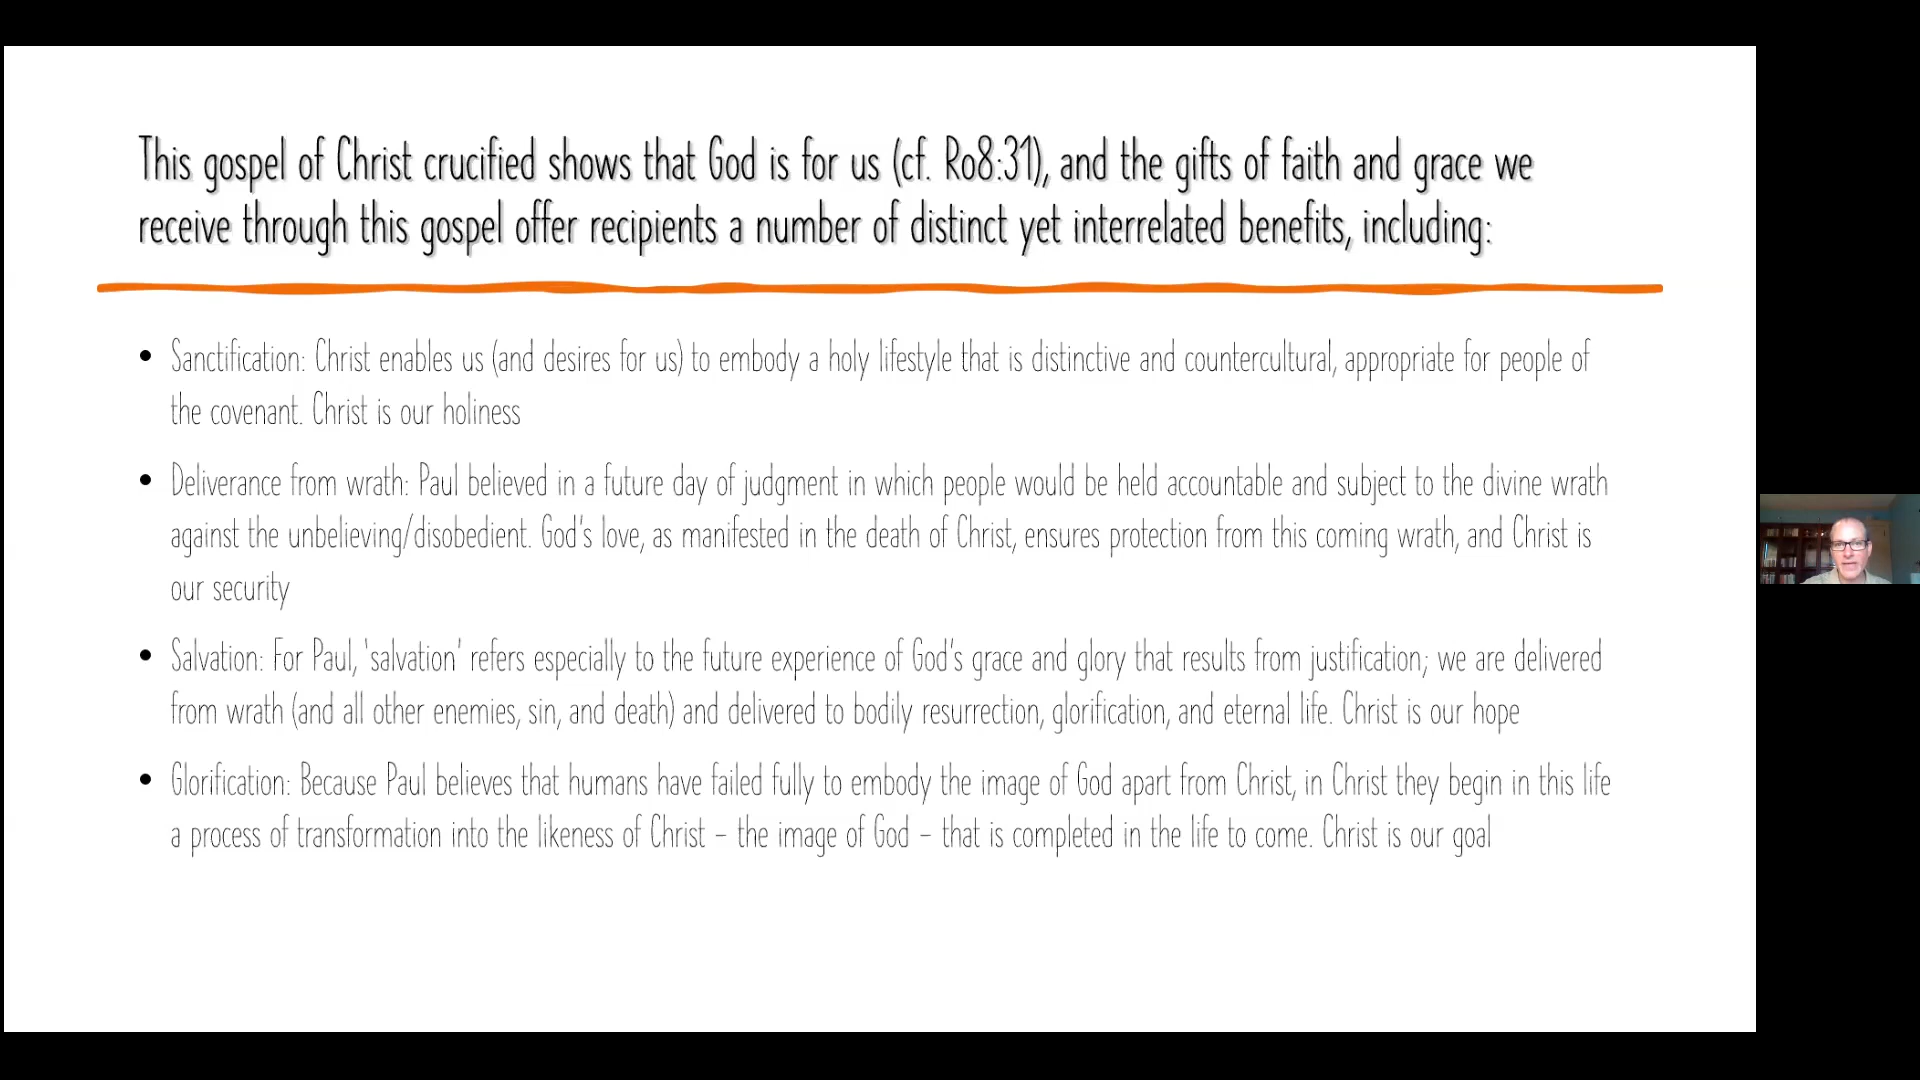 This gospel of Christ crucified shows that God is for us (cf. Ro8:31), and the gifts of faith and grace we
receive through this gospel offer recipients a number of distinct yet interrelated benefits, including:
• Sanctification: Christ enables us (and desires for us) to embody a holy lifestyle that is distinctive and countercultural, appropriate for people of
the covenant. Christ is our holiness
• Deliverance from wrath: Paul believed in a future day of judgment in which people would be held accountable and subject to the divine wrath
against the unbelieving/disobedient. God's love, as manifested in the death of Christ, ensures protection from this coming wrath, and Christ is
our security
• Salvation: For Paul, 'salvation' refers especially to the future experience of God's grace and glory that results from justification; we are delivered
from wrath (and all other enemies, sin, and death) and delivered to bodily resurrection, glorification, and eternal life. Christ is our hope
• Glorification: Because Paul believes that humans have failed fully to embody the image of God apart from Christ, in Christ they begin in this life
a process of transformation into the likeness of Christ – the image of God – that is completed in the life to come. Christ is our goal